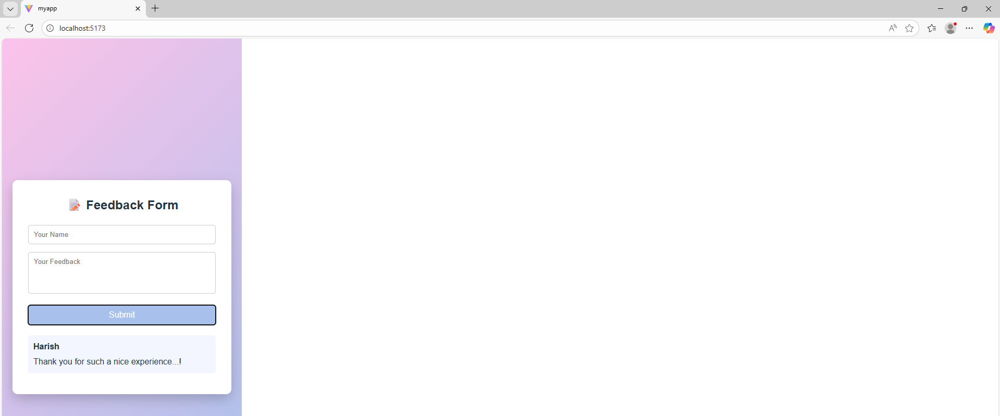 myapp
localhost:5173
📝 Feedback Form
Your Name
Your Feedback
Submit
Harish
Thank you for such a nice experience...!